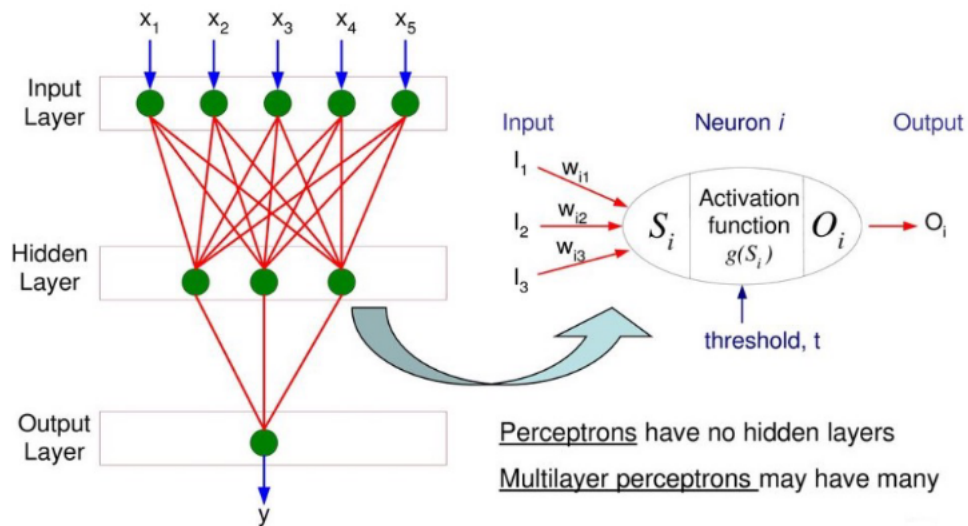 x1 x2 x3 x4 x5
Input
Layer
Hidden
Layer
Output
Layer
y
Input Neuron i Output
I1 wi1
I2 wi2
I3 wi3
Si
Activation
function
g(Si)
Oi
Oi
threshold, t
Perceptrons have no hidden layers
Multilayer perceptrons may have many